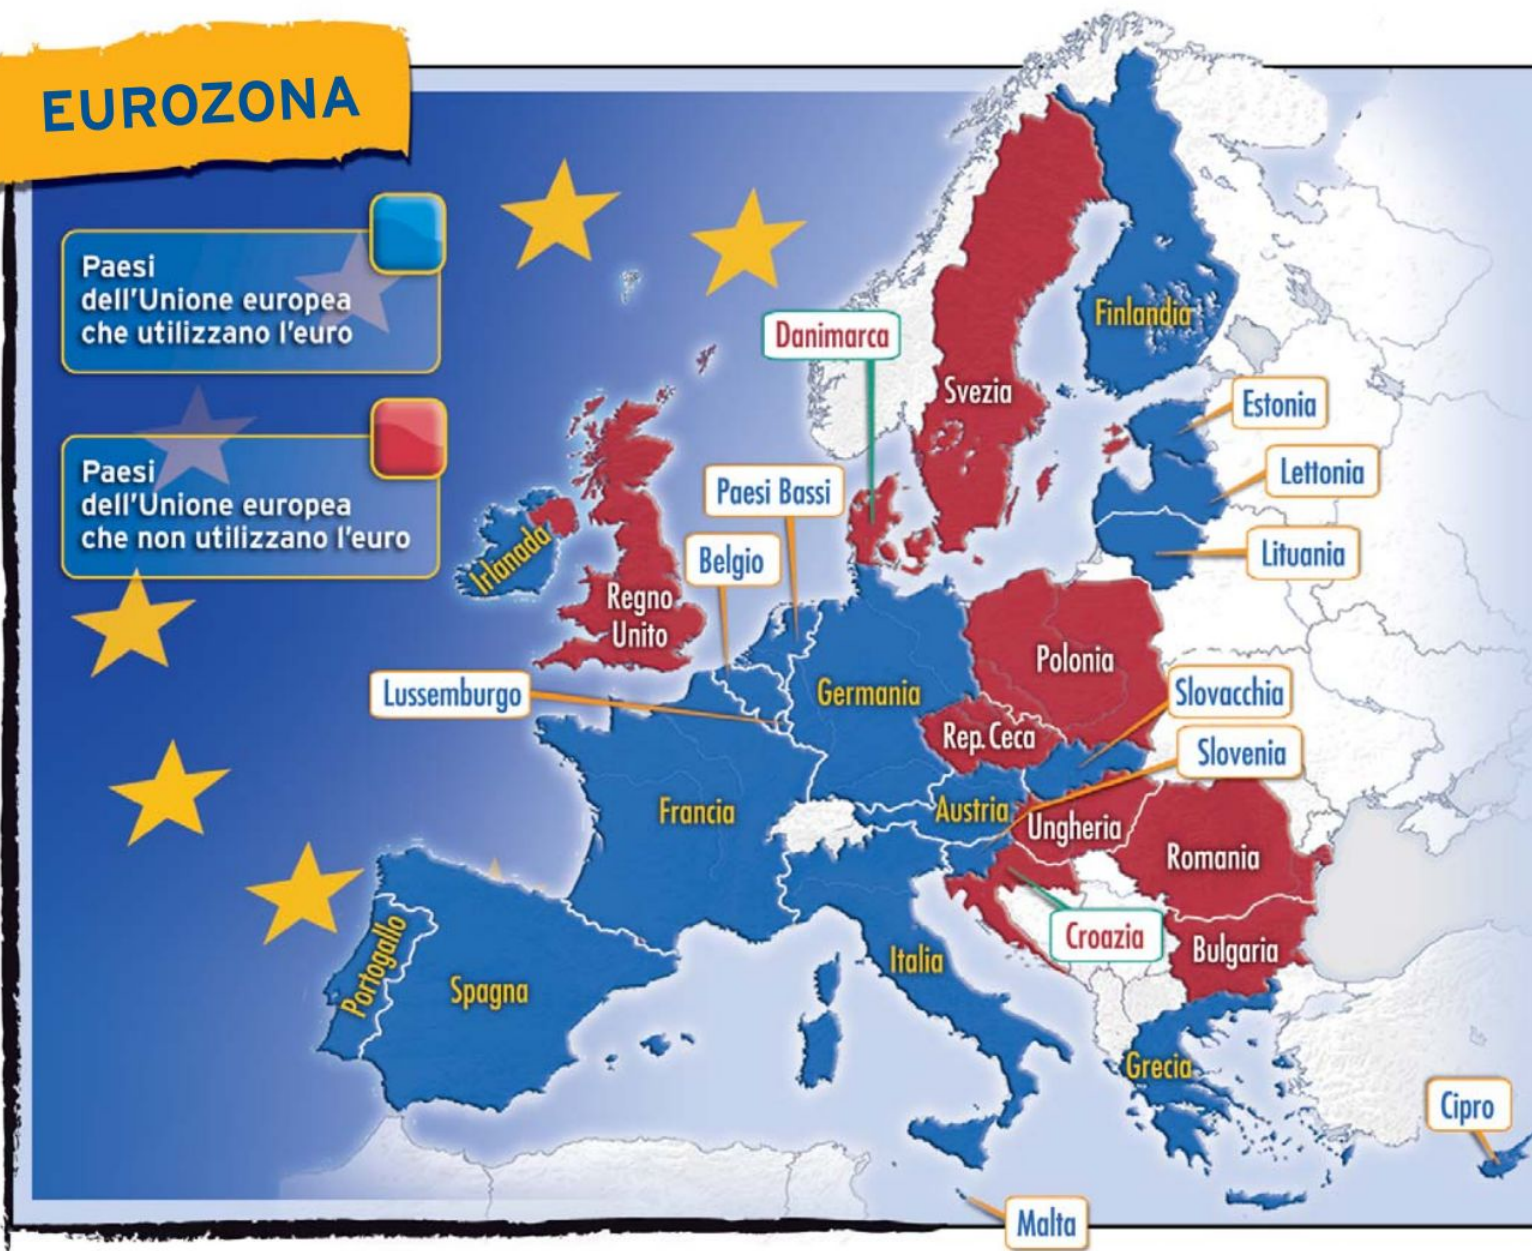 EUROZONA
Paesi
dell'Unione europea
che utilizzano l'euro
Paesi
dell'Unione europea
che non utilizzano l'euro
Danimarca
Finlandia
Svezia
Estonia
Lettonia
Paesi Bassi
Lituania
Belgio
Irlanada
Regno
Unito
Polonia
Lussemburgo
Germania
Slovacchia
Rep. Ceca
Slovenia
Francia
Austria
Ungheria
Romania
Croazia
Bulgaria
Portogallo
Spagna
Italia
Grecia
Cipro
Malta